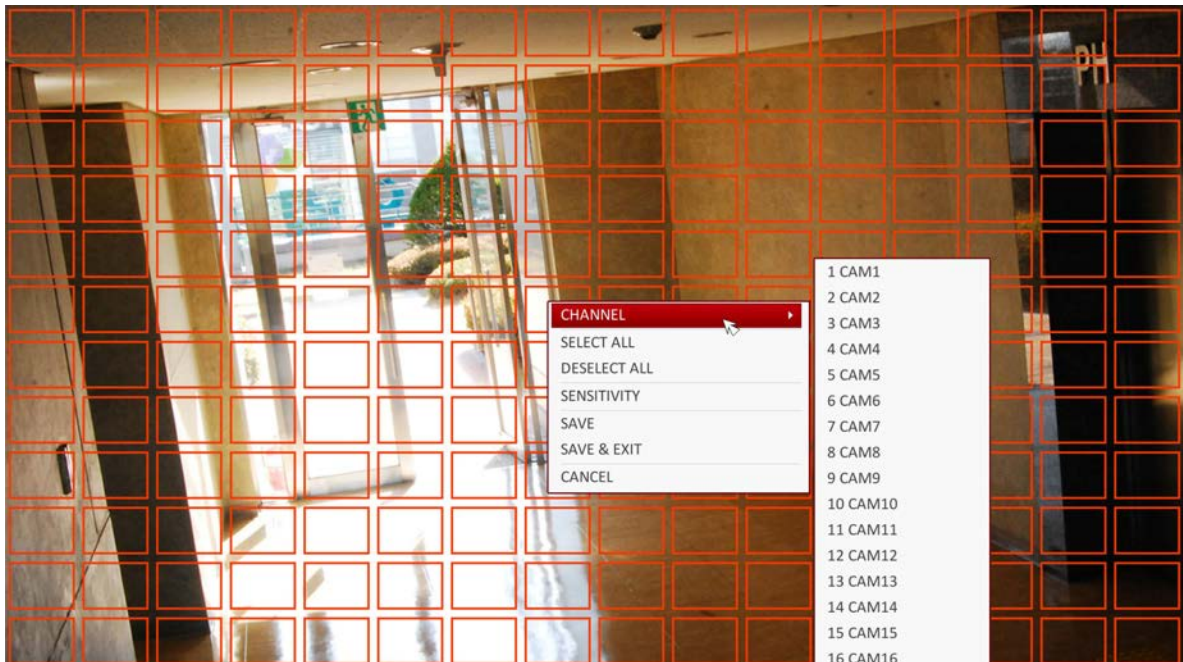 PH
CHANNEL
SELECT ALL
DESELECT ALL
SENSITIVITY
SAVE
SAVE & EXIT
CANCEL
1 CAM1
2 CAM2
3 CAM3
4 CAM4
5 CAM5
6 CAM6
7 CAM7
8 CAM8
9 CAM9
10 CAM10
11 CAM11
12 CAM12
13 CAM13
14 CAM14
15 CAM15
16 CAM16